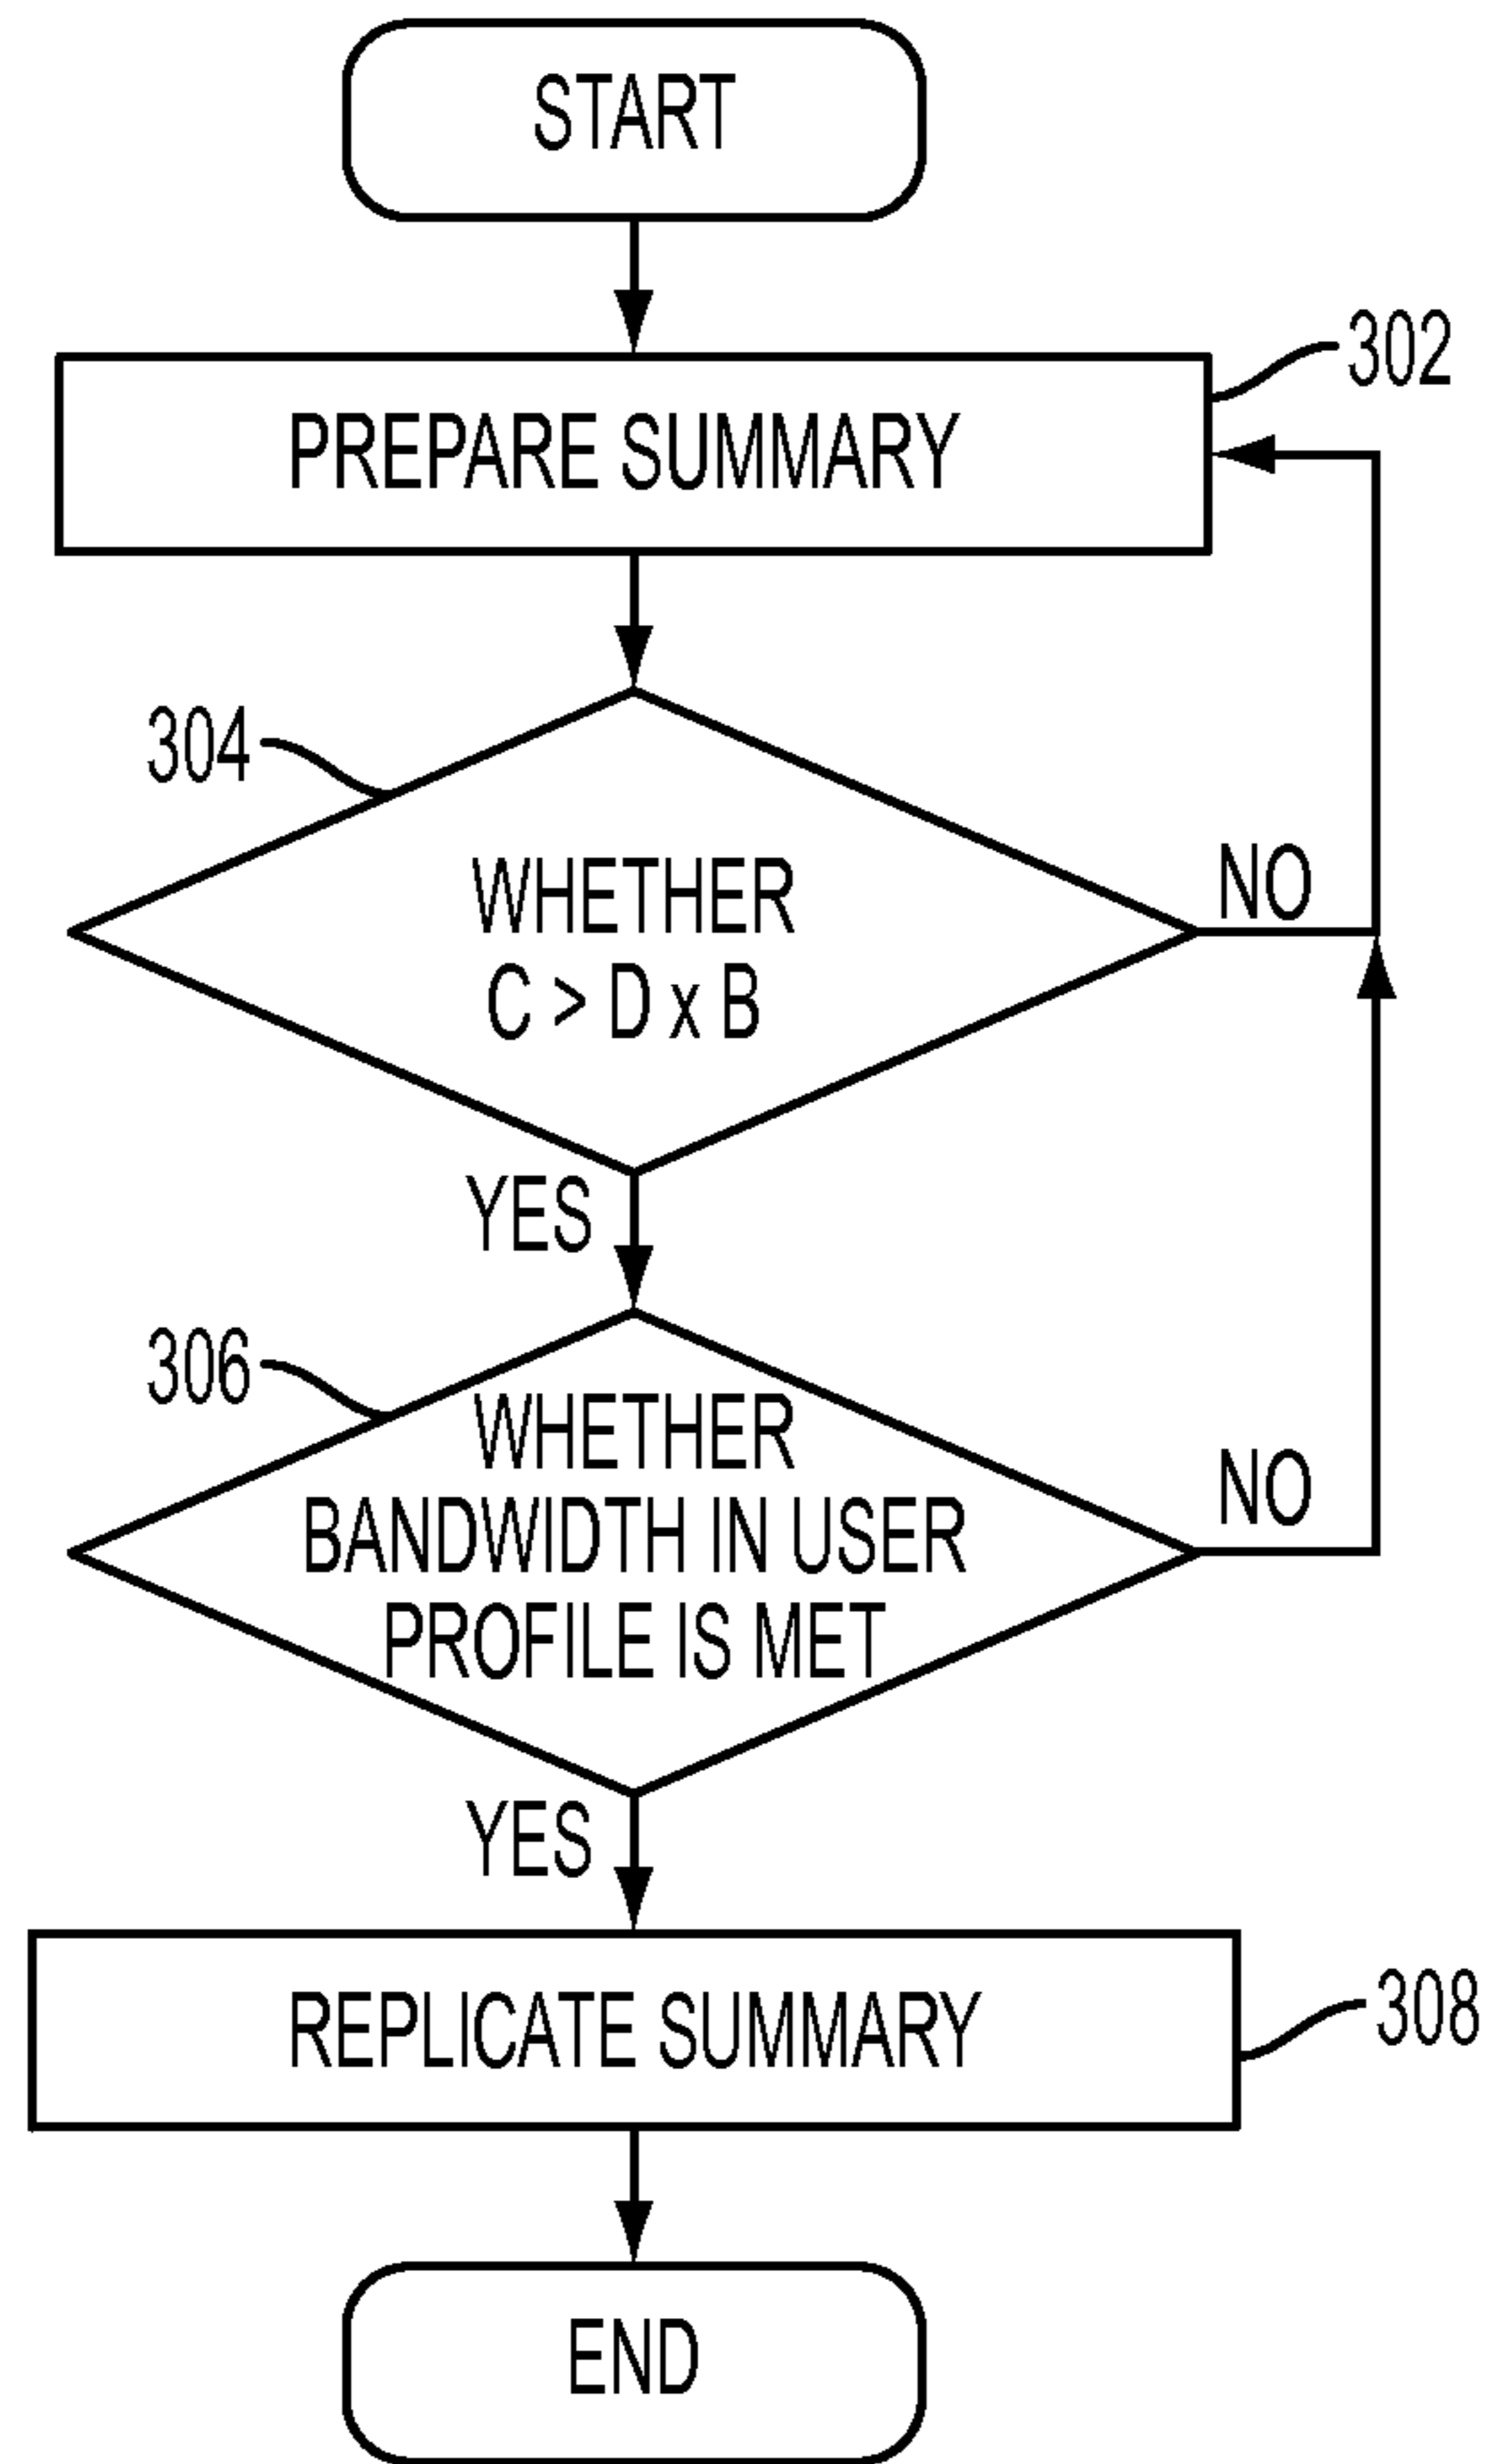 START
302
PREPARE SUMMARY
304
WHETHER
C > D x B
NO
YES
306
WHETHER
BANDWIDTH IN USER
PROFILE IS MET
NO
YES
REPLICATE SUMMARY
308
END